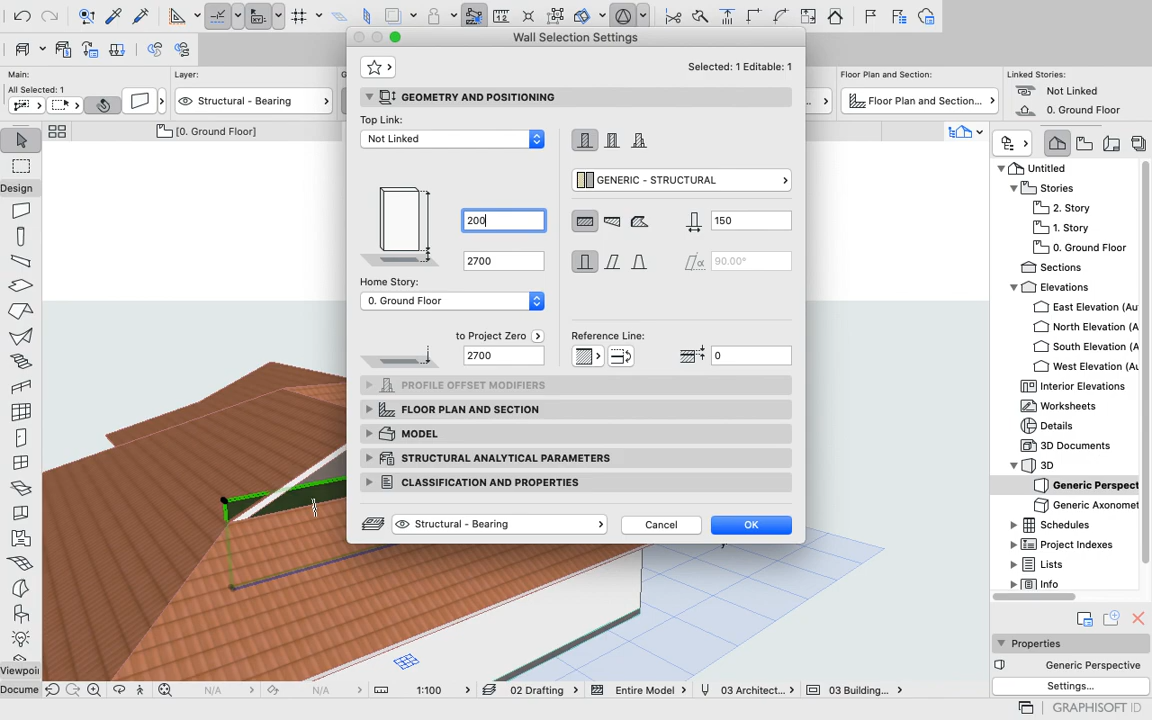 Wall Selection Settings
Main:
All Selected: 1
Layer:
Structural - Bearing
Selected: 1 Editable: 1
Floor Plan and Section:
Floor Plan and Section...
Linked Stories:
Not Linked
0. Ground Floor
[0. Ground Floor]
GEOMETRY AND POSITIONING
Top Link:
Not Linked
GENERIC - STRUCTURAL
200
150
2700
90.00°
Home Story:
0. Ground Floor
to Project Zero
Reference Line:
2700
0
PROFILE OFFSET MODIFIERS
FLOOR PLAN AND SECTION
MODEL
STRUCTURAL ANALYTICAL PARAMETERS
CLASSIFICATION AND PROPERTIES
Structural - Bearing
Cancel
OK
Design
Viewpoi
Docume
Untitled
Stories
2. Story
1. Story
0. Ground Floor
Sections
Elevations
East Elevation (Au
North Elevation (A
South Elevation (A
West Elevation (Au
Interior Elevations
Worksheets
Details
3D Documents
3D
Generic Perspect
Generic Axonomet
Schedules
Project Indexes
Lists
Info
Properties
Generic Perspective
Settings...
N/A
N/A
1:100
02 Drafting
Entire Model
03 Architect...
03 Building...
GRAPHISOFT ID